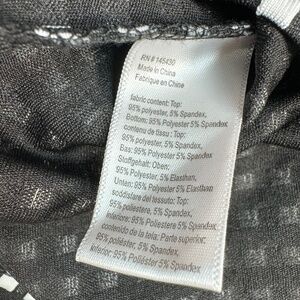 RN # 145430
Made in China
Fabrique en Chine
fabric content: Top:
95% polyester, 5% Spandex,
Bottom: 95% Polyester 5% Spandex
contenu de tissu : Top:
95% polyester, 5% Spandex,
Bas: 95% Polyester 5% Spandex
Stoffgehalt: Oben:
95% polyester, 5% Elasthan,
Unten: 95% Polyester 5% Elasthan
soddislare del tessuto: Top:
95% poliestere, 5% Spandex,
inferiore: 95% Poliestere 5% Spandex
contenido de la tela: Parte superior:
95% poliéster, 5% Spandex,
Inferior: 95% Poliéster 5% Spandex